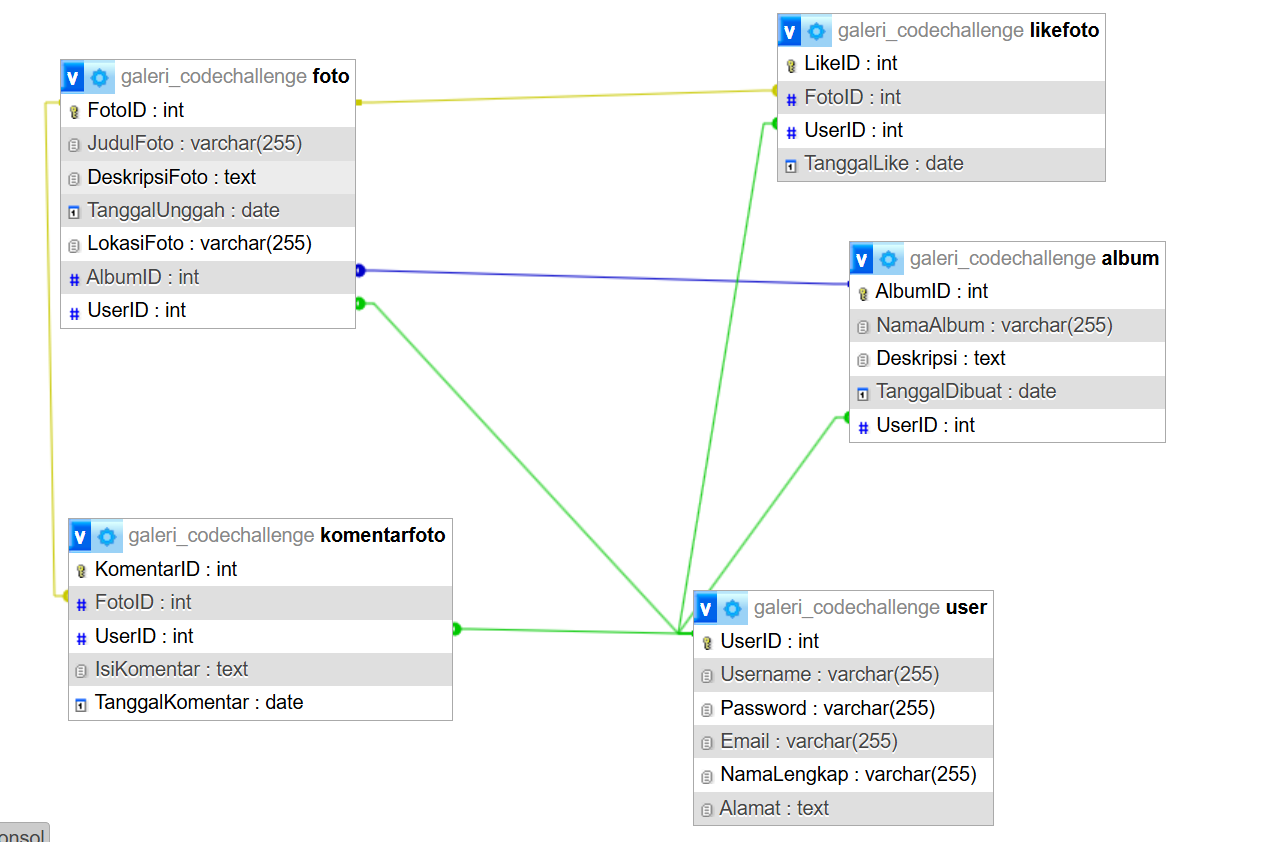 galeri_codechallenge foto
FotoID : int
JudulFoto : varchar(255)
DeskripsiFoto : text
TanggalUnggah : date
LokasiFoto : varchar(255)
AlbumID : int
UserID : int
galeri_codechallenge likefoto
LikeID : int
FotoID : int
UserID : int
TanggalLike : date
galeri_codechallenge album
AlbumID : int
NamaAlbum : varchar(255)
Deskripsi : text
TanggalDibuat : date
UserID : int
galeri_codechallenge komentarfoto
KomentarID : int
FotoID : int
UserID : int
IsiKomentar : text
TanggalKomentar : date
galeri_codechallenge user
UserID : int
Username : varchar(255)
Password : varchar(255)
Email : varchar(255)
NamaLengkap : varchar(255)
Alamat : text
onsol